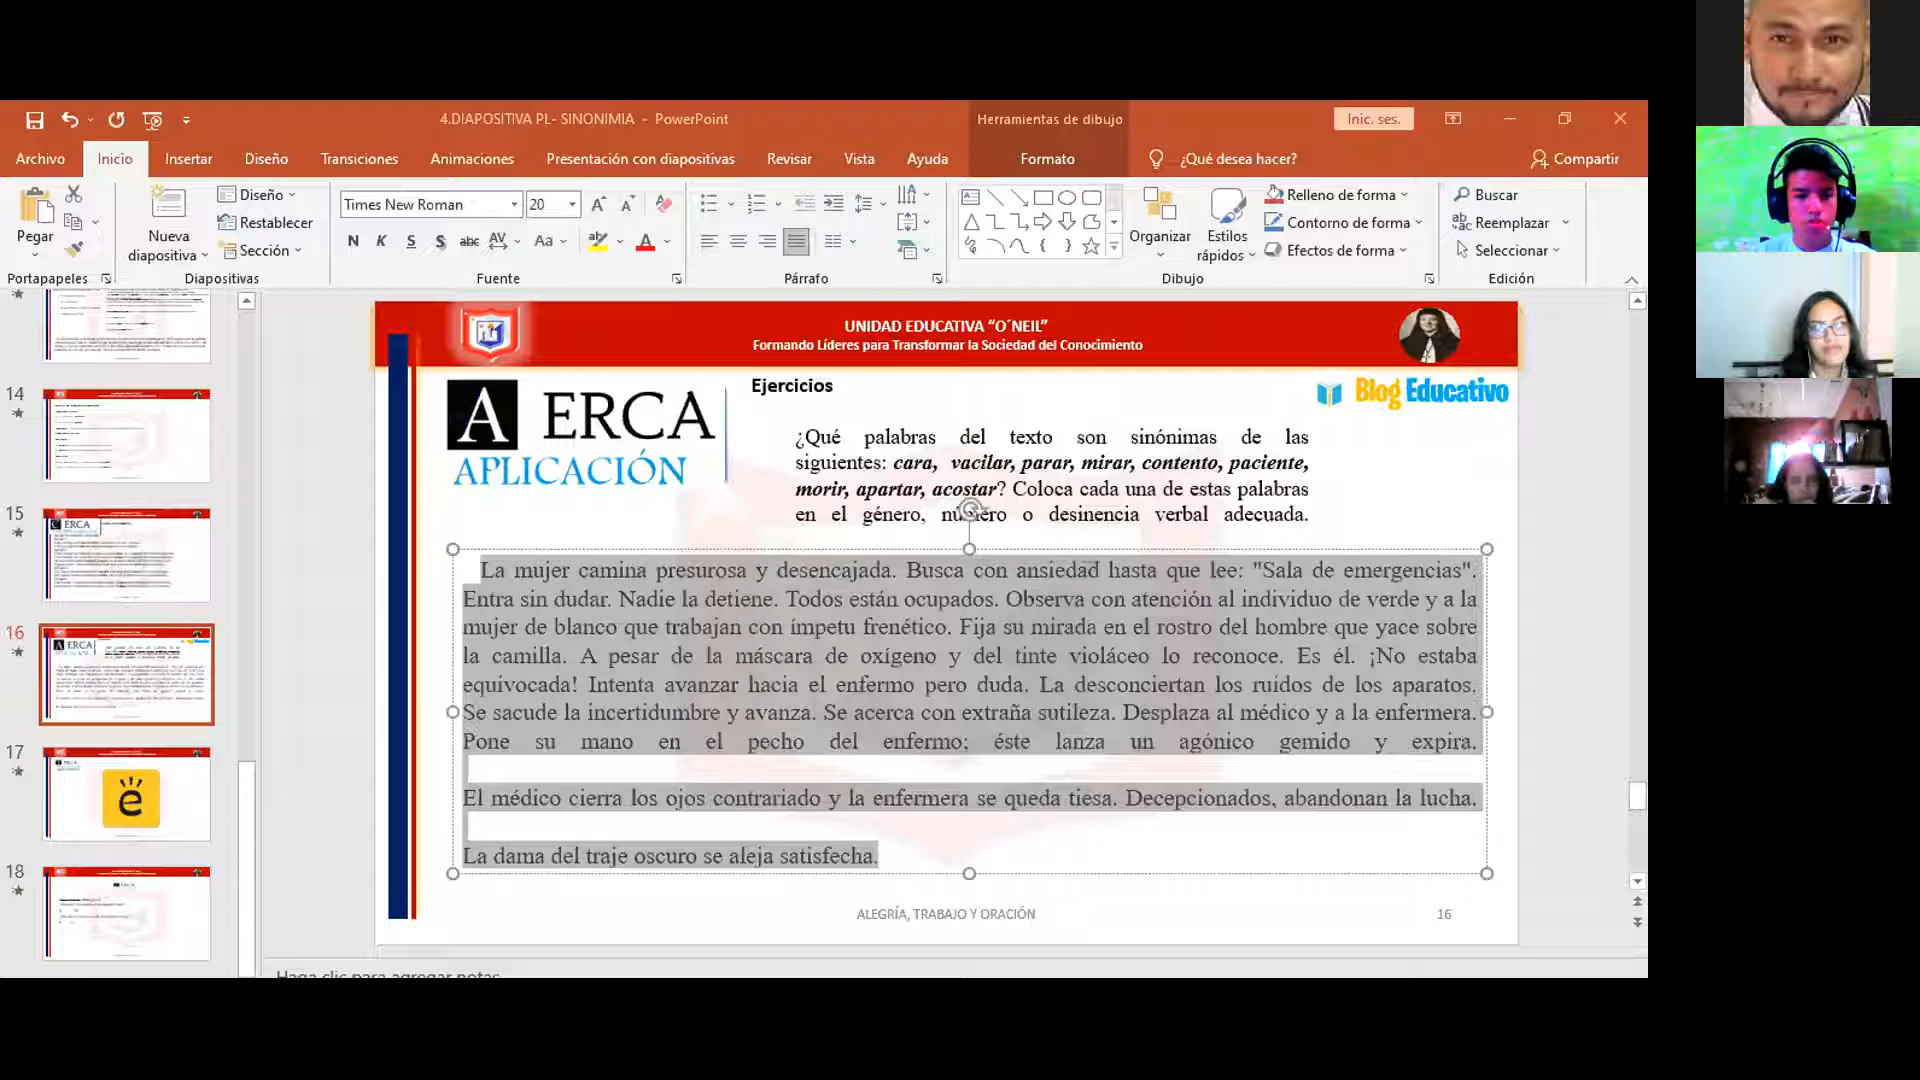 4.DIAPOSITIVA PL- SINONIMIA - PowerPoint
Herramientas de dibujo
Inic. ses.
Archivo Inicio Insertar Diseño Transiciones Animaciones Presentación con diapositivas Revisar Vista Ayuda Formato ¿Qué desea hacer? Compartir
Pegar
Nueva diapositiva
Diseño
Restablecer
Sección
Times New Roman 20
N K S S abc AV Aa A
Organizar
Estilos rápidos
Relleno de forma
Contorno de forma
Efectos de forma
Buscar
Reemplazar
Seleccionar
Portapapeles Diapositivas Fuente Párrafo Dibujo Edición
14
15
16
17
18
UNIDAD EDUCATIVA "O´NEIL"
Formando Líderes para Transformar la Sociedad del Conocimiento
A ERCA
APLICACIÓN
Ejercicios
Blog Educativo
¿Qué palabras del texto son sinónimas de las
siguientes: cara, vacilar, parar, mirar, contento, paciente,
morir, apartar, acostar? Coloca cada una de estas palabras
en el género, número o desinencia verbal adecuada.
La mujer camina presurosa y desencajada. Busca con ansiedad hasta que lee: "Sala de emergencias".
Entra sin dudar. Nadie la detiene. Todos están ocupados. Observa con atención al individuo de verde y a la
mujer de blanco que trabajan con ímpetu frenético. Fija su mirada en el rostro del hombre que yace sobre
la camilla. A pesar de la máscara de oxígeno y del tinte violáceo lo reconoce. Es él. ¡No estaba
equivocada! Intenta avanzar hacia el enfermo pero duda. La desconciertan los ruidos de los aparatos.
Se sacude la incertidumbre y avanza. Se acerca con extraña sutileza. Desplaza al médico y a la enfermera.
Pone su mano en el pecho del enfermo; éste lanza un agónico gemido y expira.
El médico cierra los ojos contrariado y la enfermera se queda tiesa. Decepcionados, abandonan la lucha.
La dama del traje oscuro se aleja satisfecha.
ALEGRÍA, TRABAJO Y ORACIÓN
16
Haga clic para agregar notas